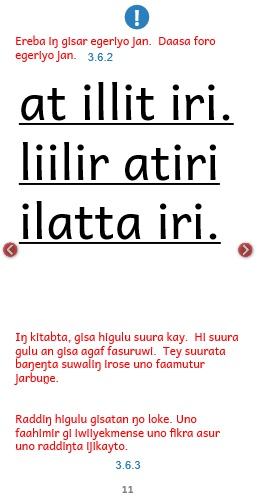 !
Ereba iŋ gisar egeriyo jan. Daasa foro
egeriyo jan. 3.6.2
at illit iri.
liilir atiri
ilatta iri.
Iŋ kitabta, gisa higulu suura kay. Hi suura
gulu an gisa agaf fasuruwi. Tey suurata
baŋeŋta suwaliŋ irose uno faamutur
jarbuŋe.
Raddiŋ higulu gisatan ŋo loke. Uno
faahimir gi iwiiyekmense uno fikra asur
uno raddiŋta ijikayto.
3.6.3
11